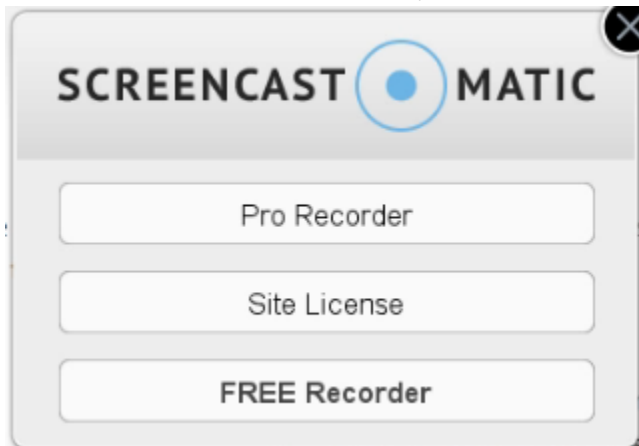 SCREENCAST MATIC
Pro Recorder
Site License
FREE Recorder